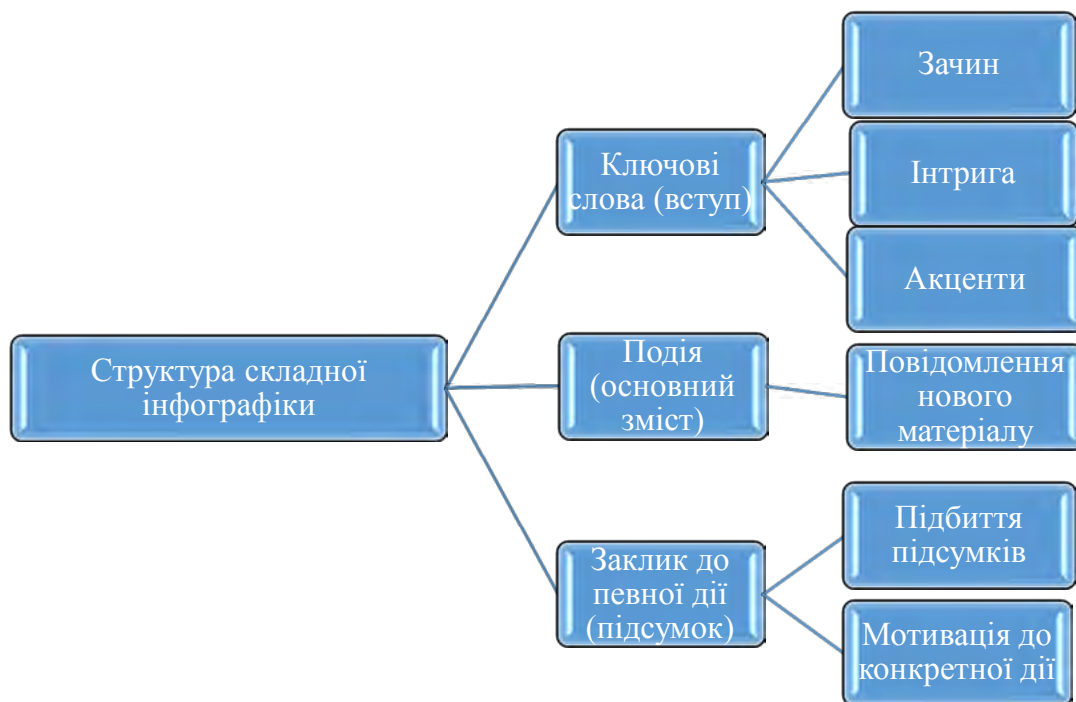 Структура складної
інфографіки
Ключові
слова (вступ)
Зачин
Інтрига
Акценти
Подія
(основний
зміст)
Повідомлення
нового
матеріалу
Заклик до
певної дії
(підсумок)
Підбиття
підсумків
Мотивація до
конкретної дії